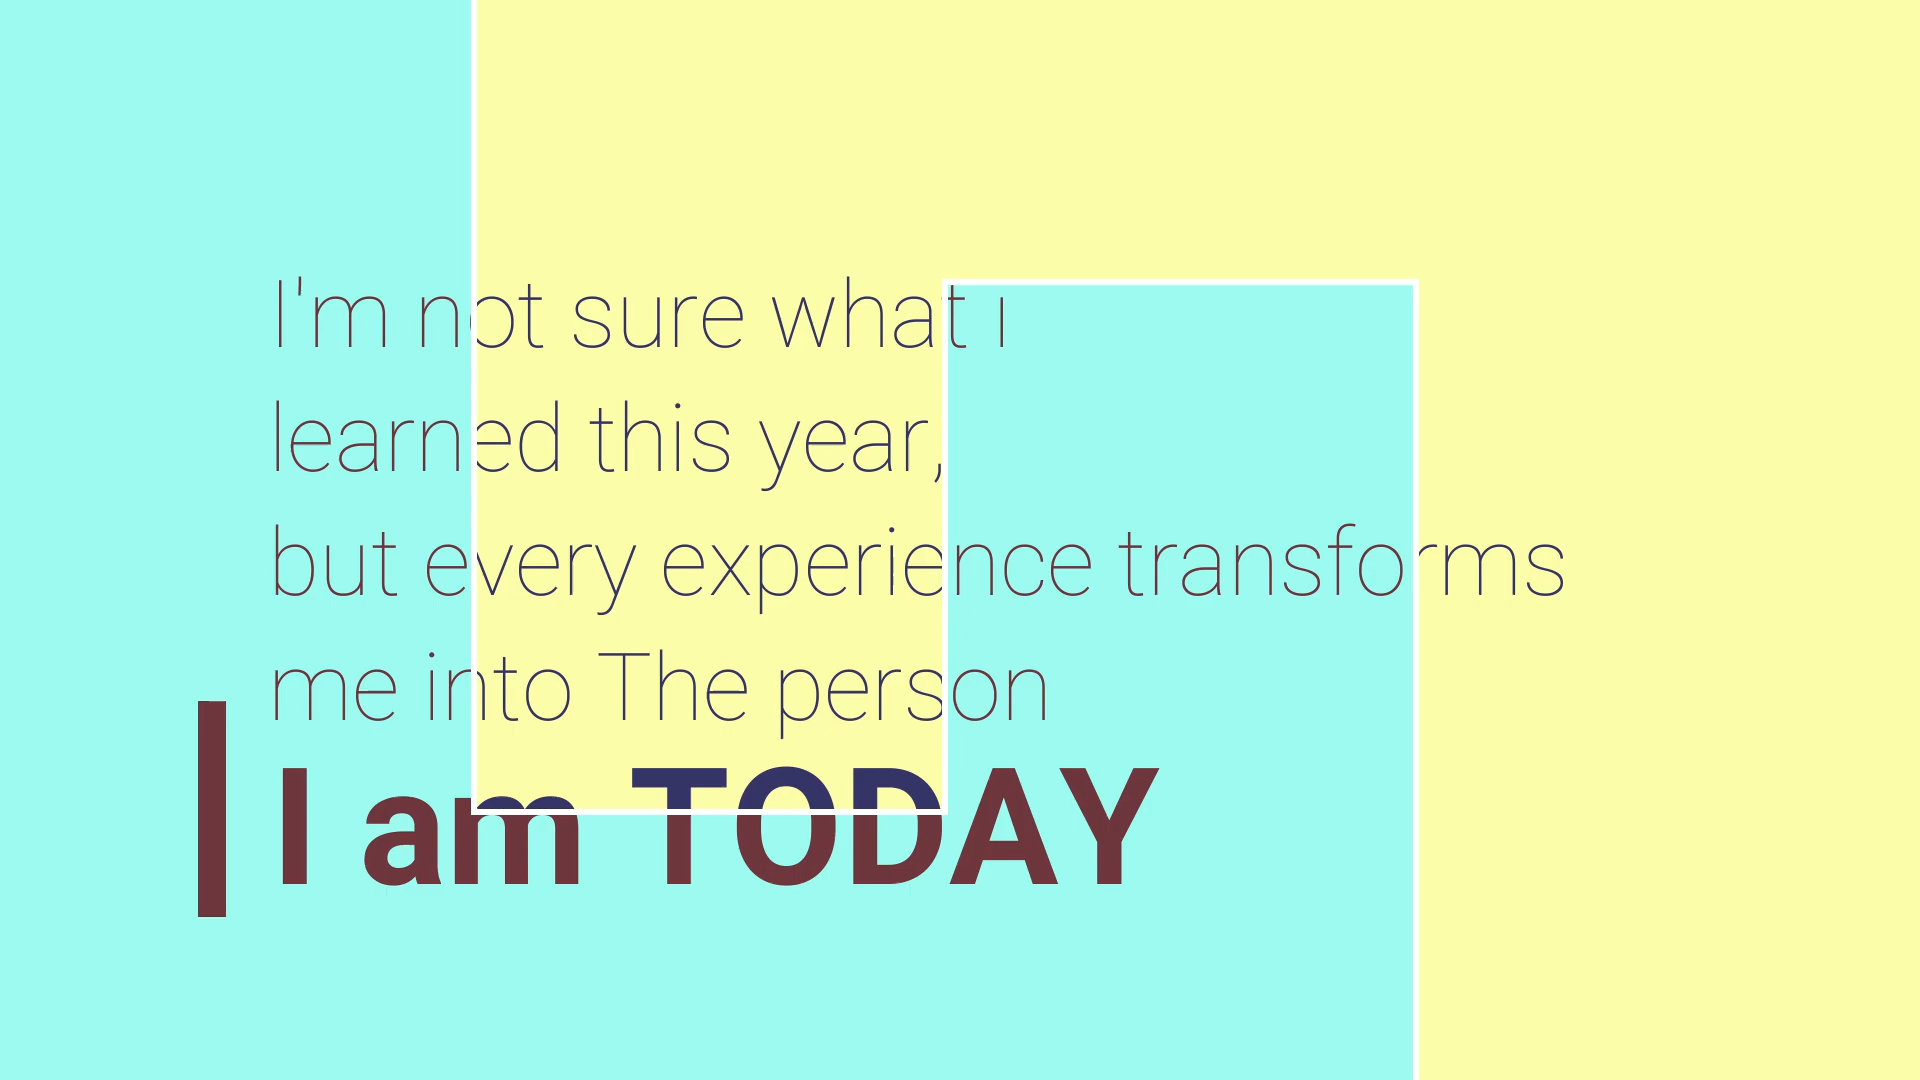 I'm not sure what i
learned this year,
but every experience transforms
me into The person
I am TODAY